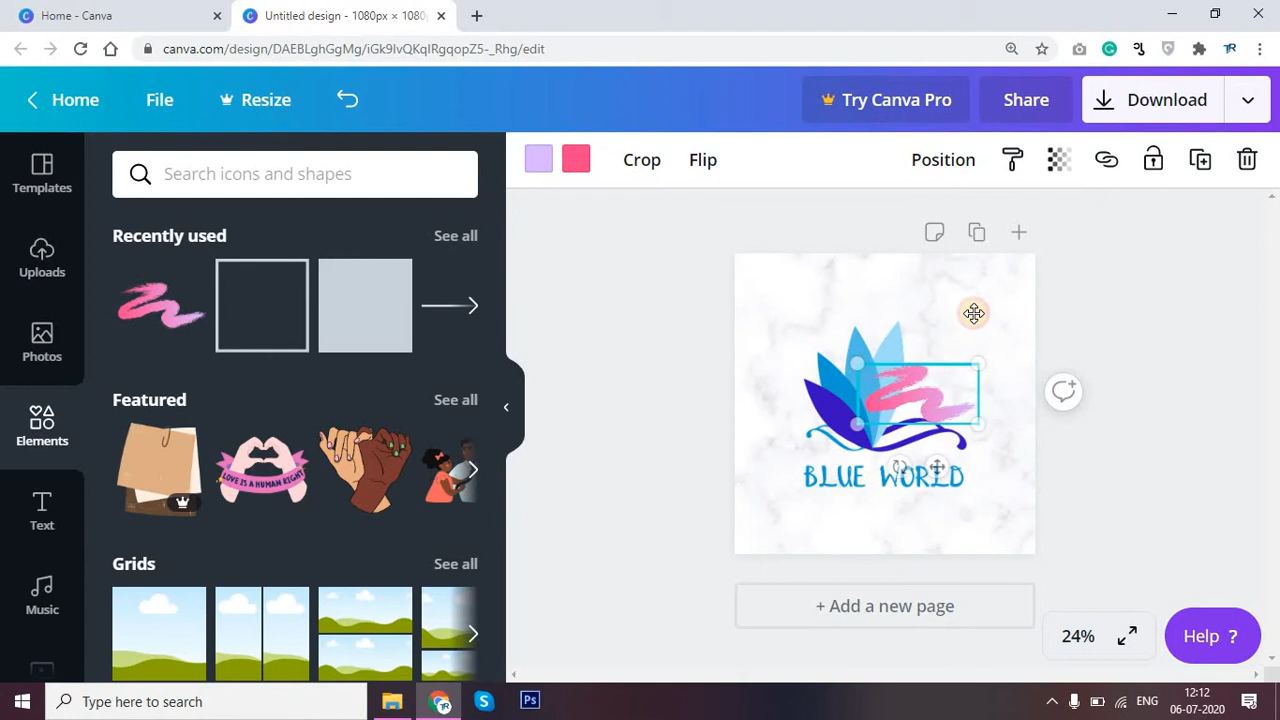 Home - Canva
Untitled design - 1080px × 1080p
canva.com/design/DAEBLghGgMg/iGk9lvQKqIRgqopZ5-_Rhg/edit
Home
File
Resize
Try Canva Pro
Share
Download
Templates
Uploads
Photos
Elements
Text
Music
Search icons and shapes
Recently used
See all
Featured
See all
LOVE IS A HUMAN RIGHT
Grids
See all
Crop
Flip
Position
BLUE WORLD
+ Add a new page
24%
Help ?
Type here to search
ENG
12:12
06-07-2020